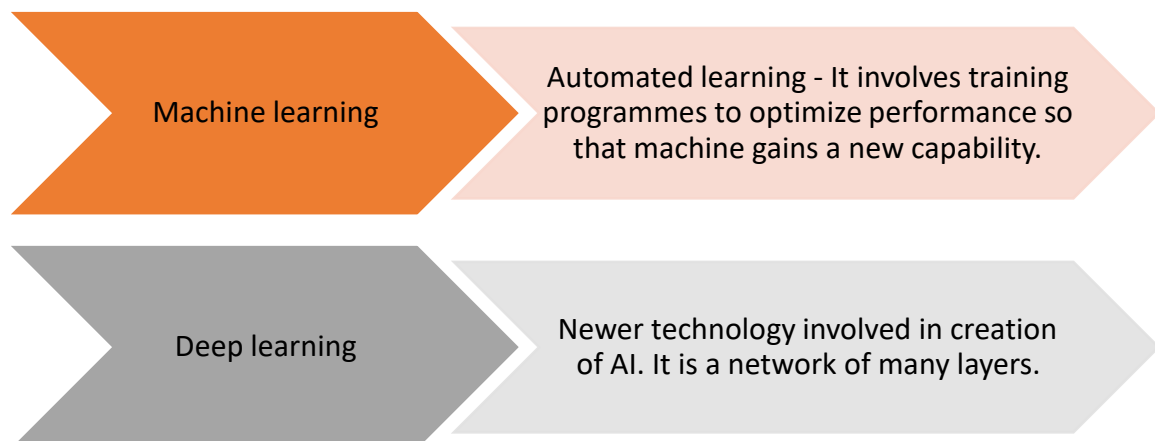 Machine learning
Automated learning - It involves training
programmes to optimize performance so
that machine gains a new capability.
Deep learning
Newer technology involved in creation
of AI. It is a network of many layers.